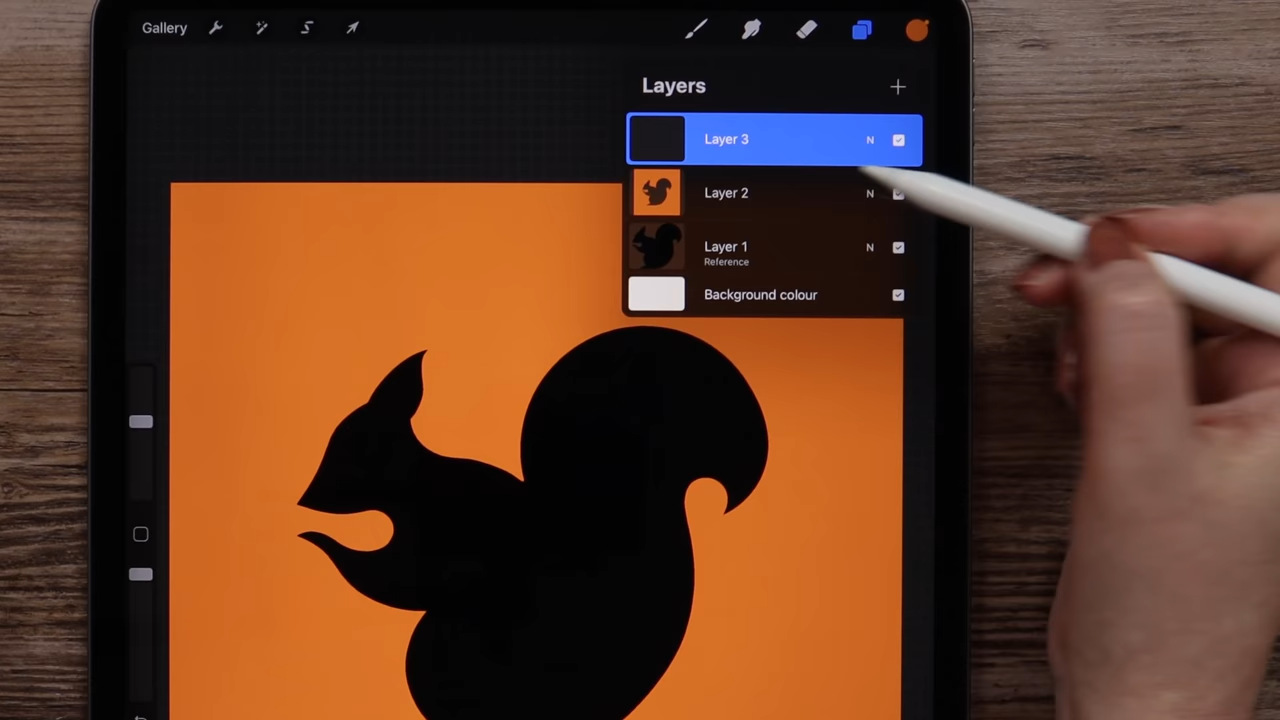 Gallery
Layers
Layer 3 N
Layer 2 N
Layer 1 N
Reference
Background colour